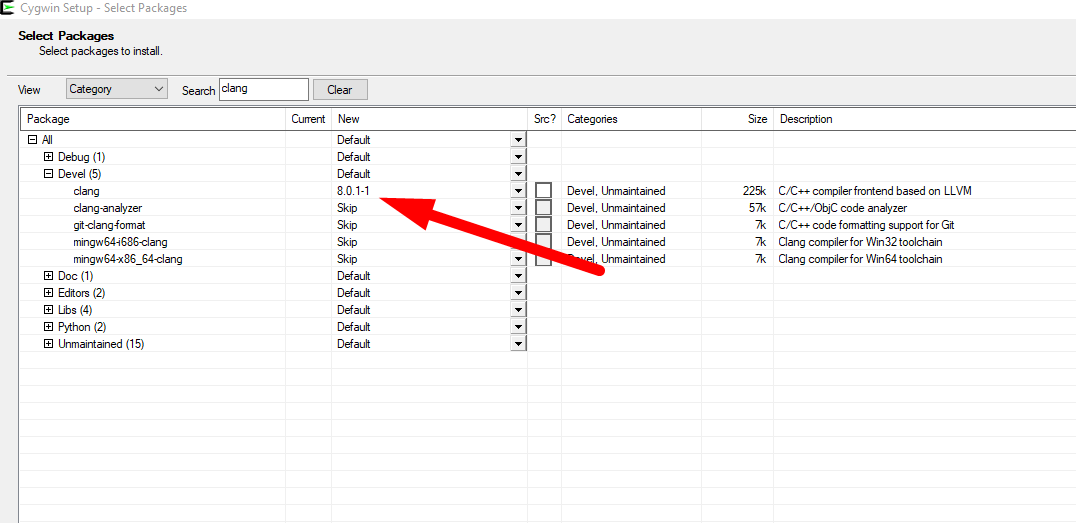 Cygwin Setup - Select Packages
Select Packages
Select packages to install.
View Category Search clang Clear
Package Current New Src? Categories Size Description
All Default
Debug (1) Default
Devel (5) Default
clang 8.0.1-1 Devel, Unmaintained 225k C/C++ compiler frontend based on LLVM
clang-analyzer Skip Devel, Unmaintained 57k C/C++/ObjC code analyzer
git-clang-format Skip Devel, Unmaintained 7k C/C++ code formatting support for Git
mingw64-i686-clang Skip Devel, Unmaintained 7k Clang compiler for Win32 toolchain
mingw64-x86_64-clang Skip Devel, Unmaintained 7k Clang compiler for Win64 toolchain
Doc (1) Default
Editors (2) Default
Libs (4) Default
Python (2) Default
Unmaintained (15) Default